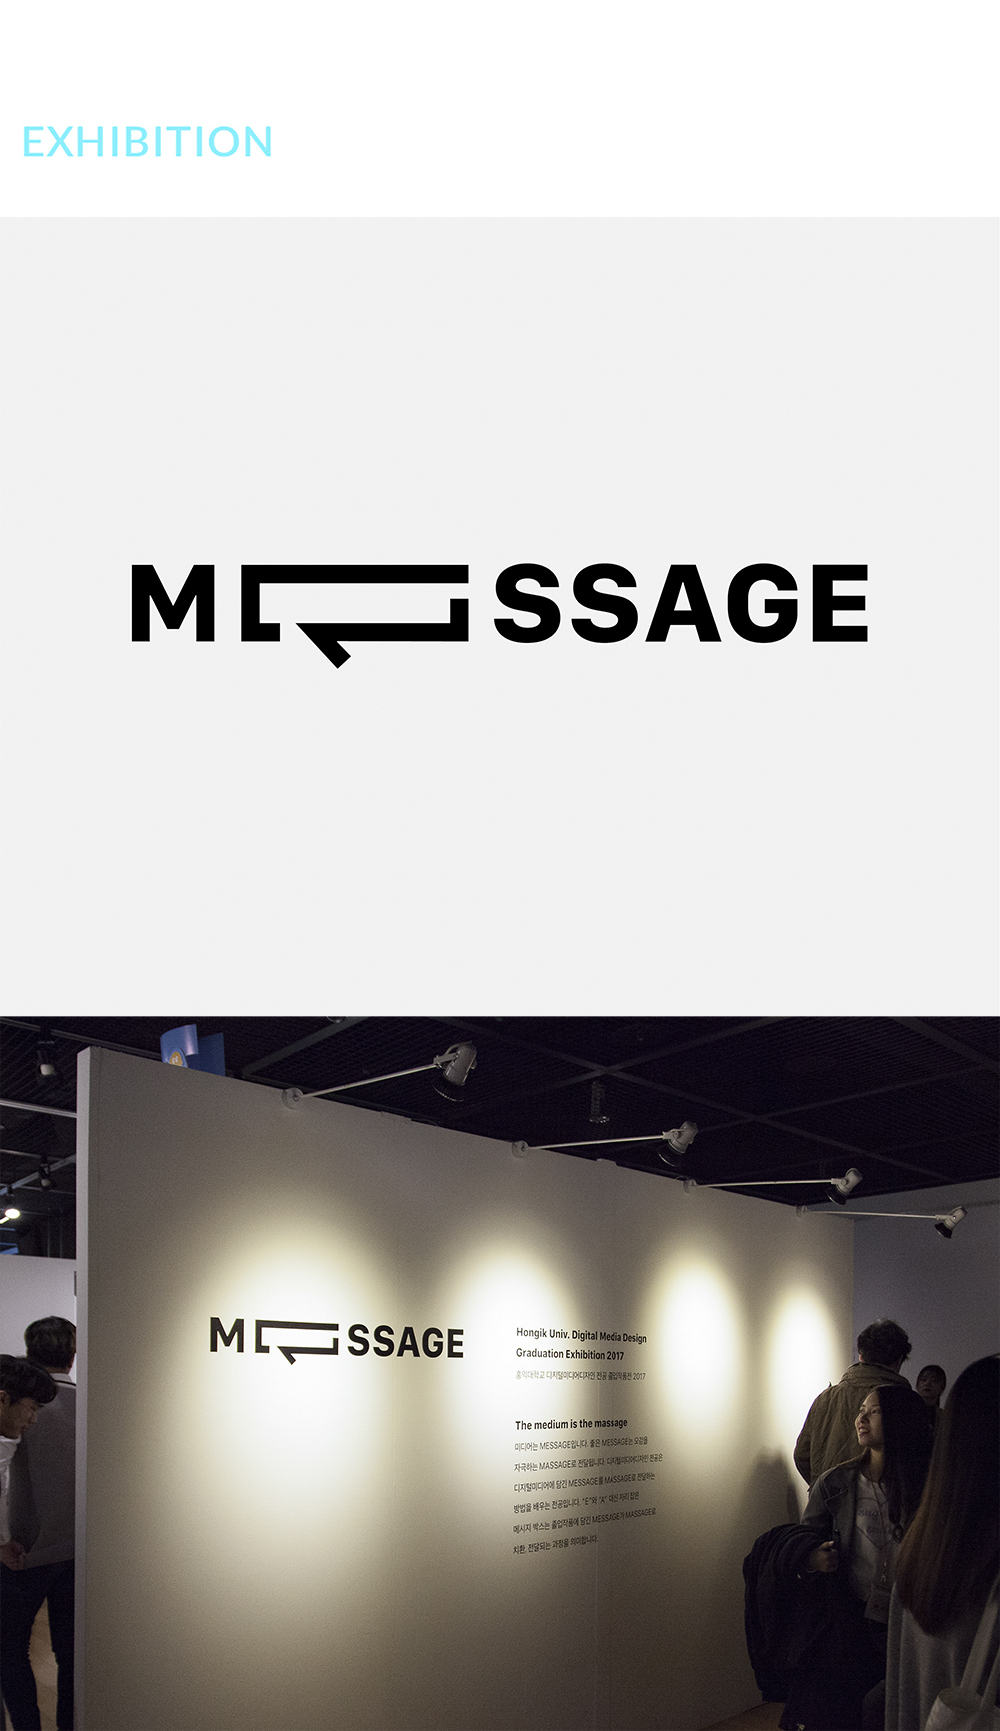 EXHIBITION
M SSAGE
M SSAGE
Hongik Univ. Digital Media Design
Graduation Exhibition 2017
홍익대학교 디지털미디어디자인 전공 졸업작품전 2017
The medium is the massage
미디어는 MESSAGE입니다. 좋은 MESSAGE는 오감을
자극하는 MASSAGE로 전달됩니다. 디지털미디어디자인 전공은
디지털미디어에 담긴 MESSAGE를 MASSAGE로 전달하는
방법을 배우는 전공입니다. "E"와 "A" 대신 자리 잡은
메시지 박스는 졸업작품에 담긴 MESSAGE가 MASSAGE로
치환, 전달되는 과정을 의미합니다.